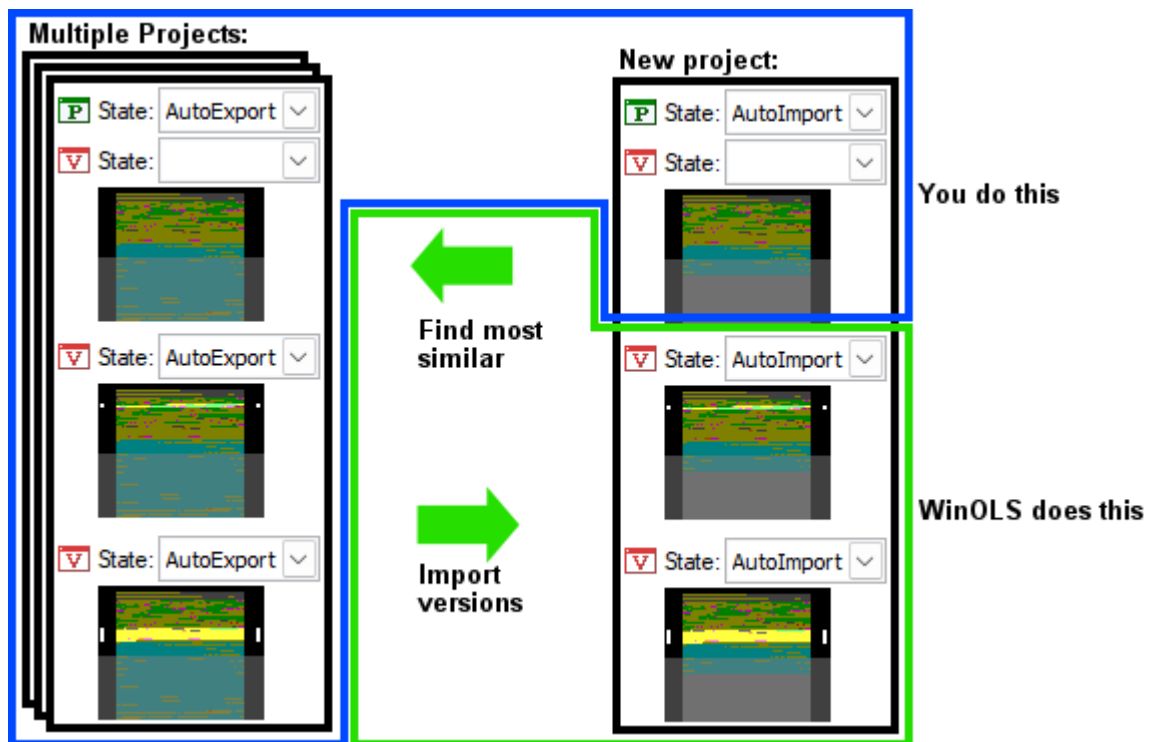 Multiple Projects:
P State: AutoExport
V State:
V State: AutoExport
V State: AutoExport
Find most
similar
Import
versions
New project:
P State: AutoImport
V State:
V State: AutoImport
V State: AutoImport
You do this
WinOLS does this